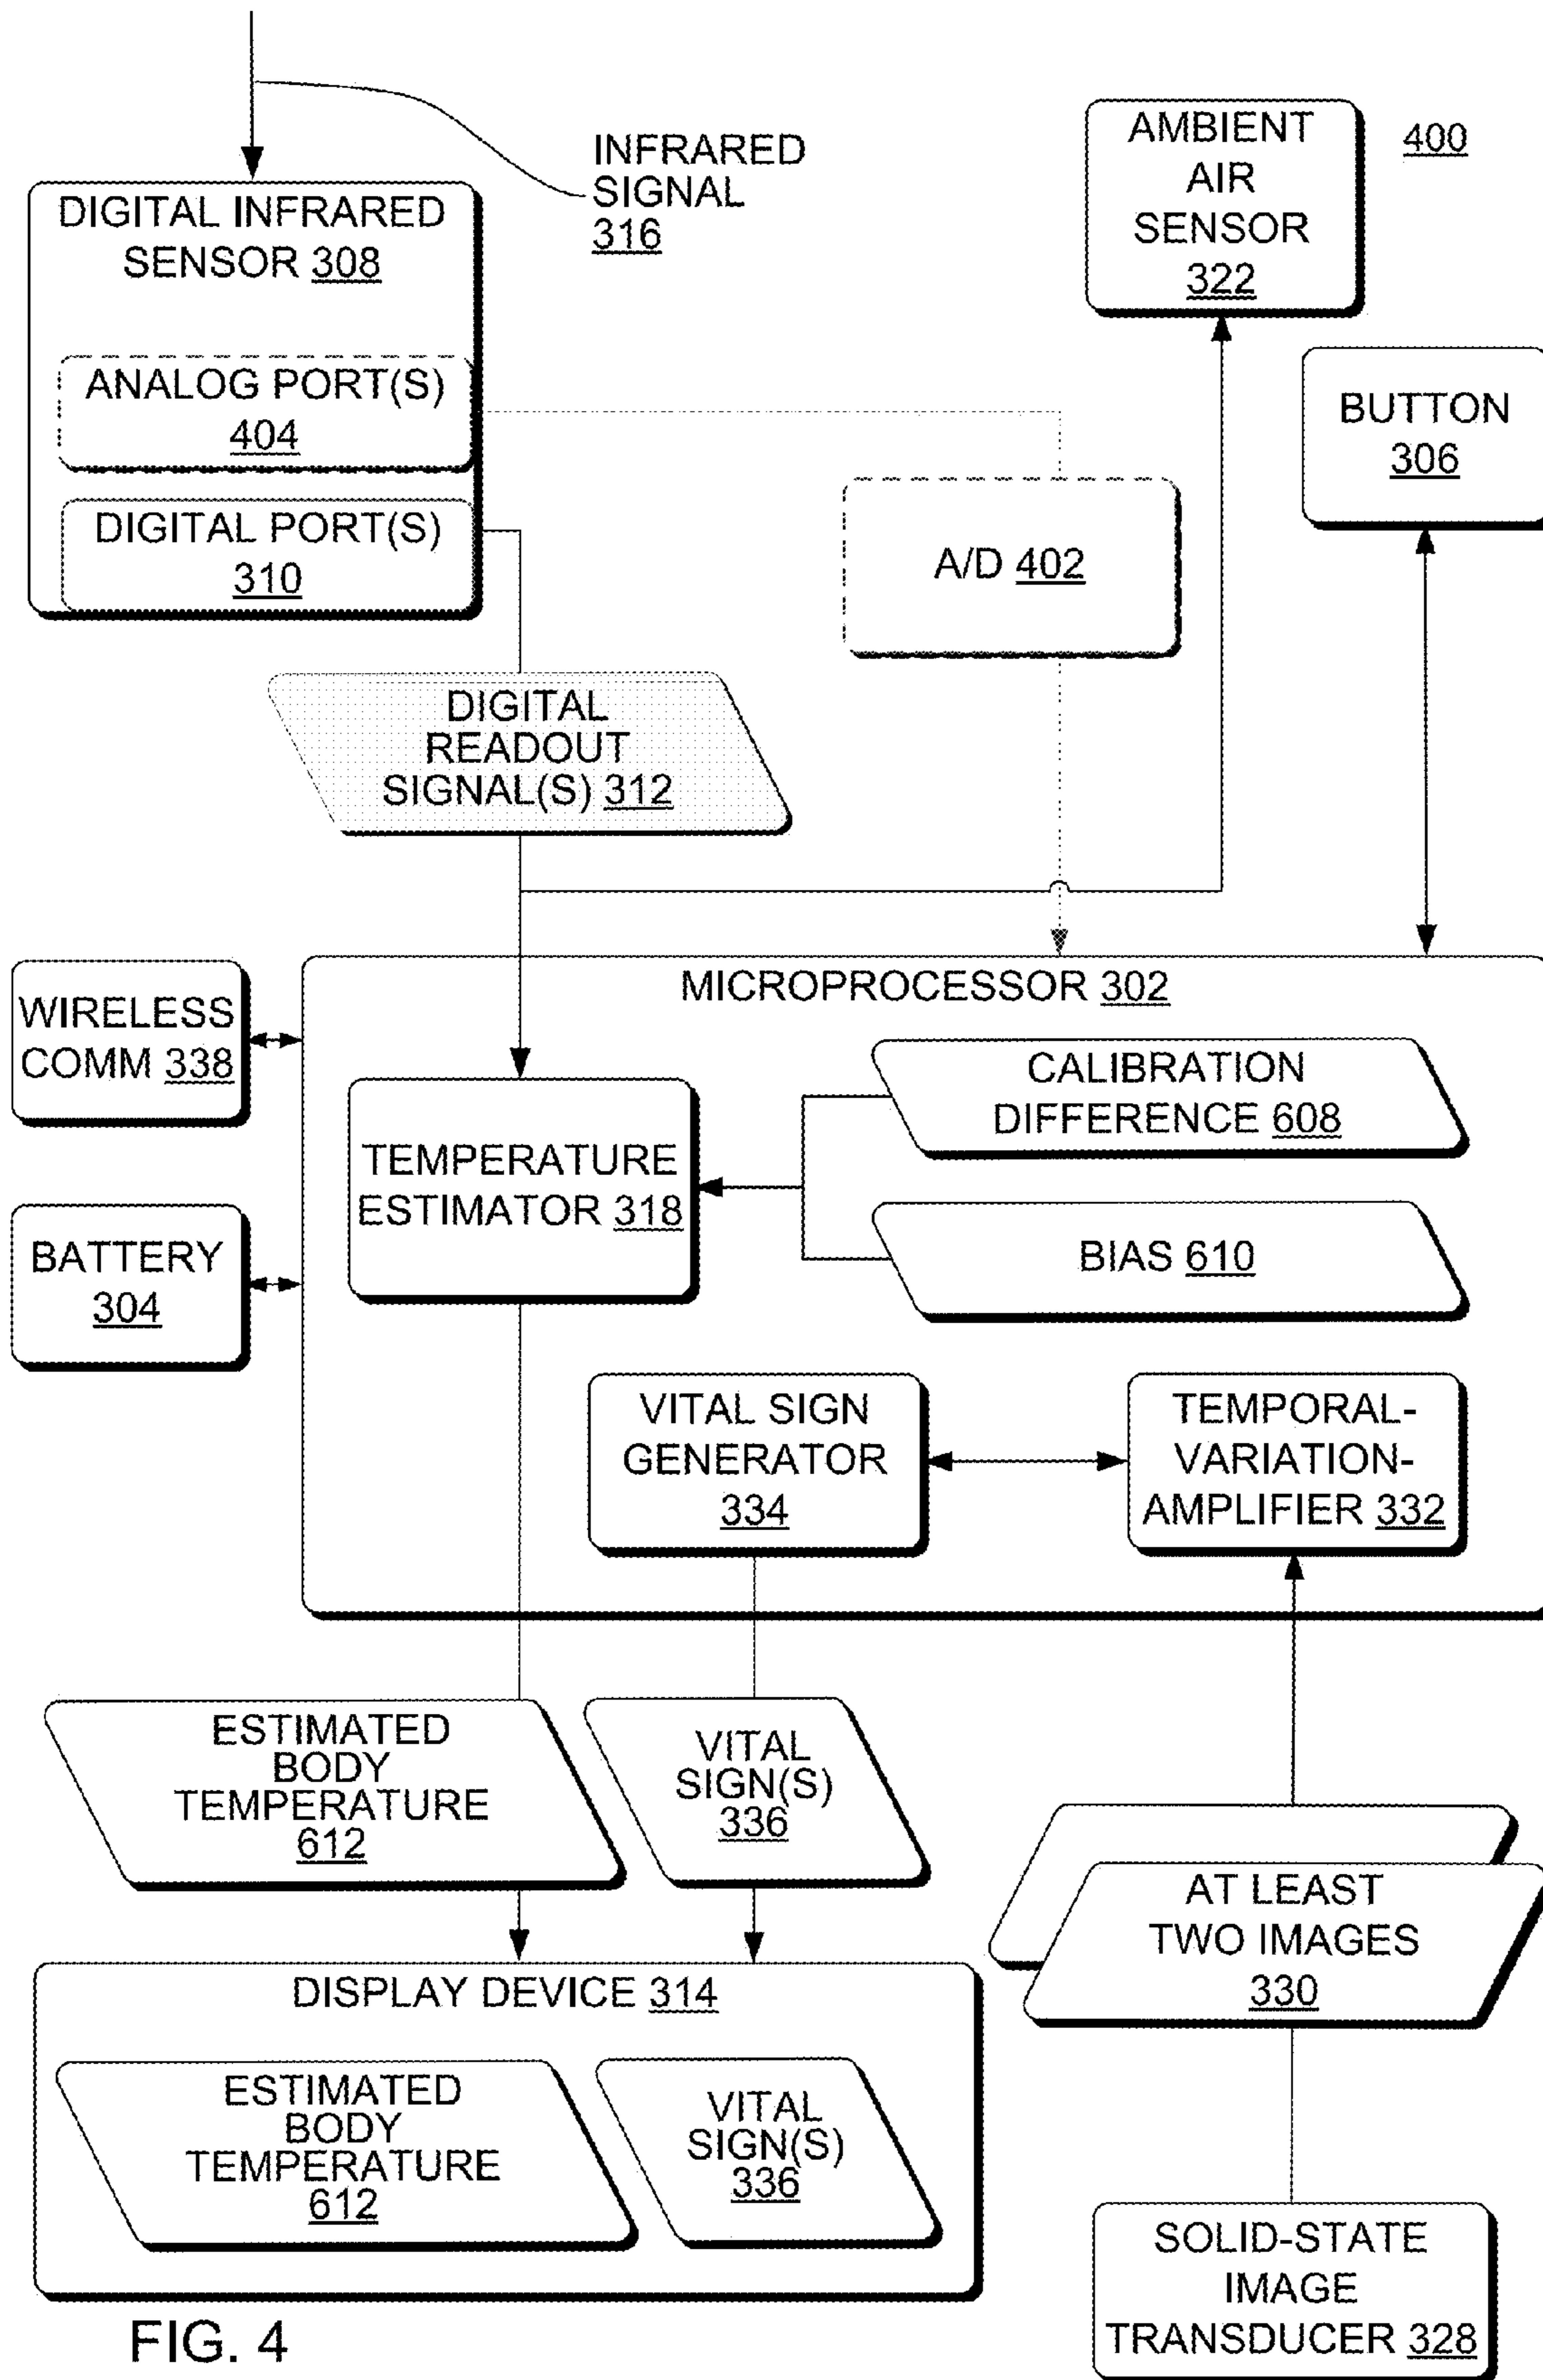 INFRARED
SIGNAL
316
AMBIENT
AIR
SENSOR
322
400
DIGITAL INFRARED
SENSOR 308
ANALOG PORT(S)
404
DIGITAL PORT(S)
310
BUTTON
306
A/D 402
DIGITAL
READOUT
SIGNAL(S) 312
MICROPROCESSOR 302
WIRELESS
COMM 338
CALIBRATION
DIFFERENCE 608
TEMPERATURE
ESTIMATOR 318
BIAS 610
BATTERY
304
VITAL SIGN
GENERATOR
334
TEMPORAL-
VARIATION-
AMPLIFIER 332
ESTIMATED
BODY
TEMPERATURE
612
VITAL
SIGN(S)
336
AT LEAST
TWO IMAGES
330
DISPLAY DEVICE 314
ESTIMATED
BODY
TEMPERATURE
612
VITAL
SIGN(S)
336
SOLID-STATE
IMAGE
TRANSDUCER 328
FIG. 4